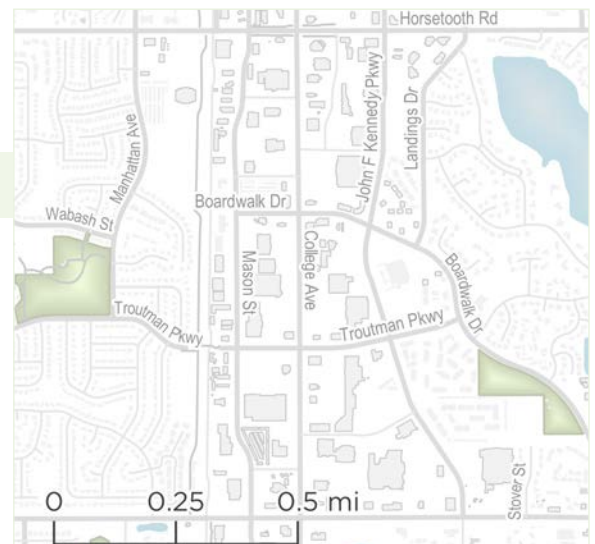 Horsetooth Rd
John F Kennedy Pkwy
Landings Dr
Manhattan Ave
Boardwalk Dr
Wabash St
College Ave
Mason St
Boardwalk Dr
Troutman Pkwy
Troutman Pkwy
Stover St
0 0.25 0.5 mi